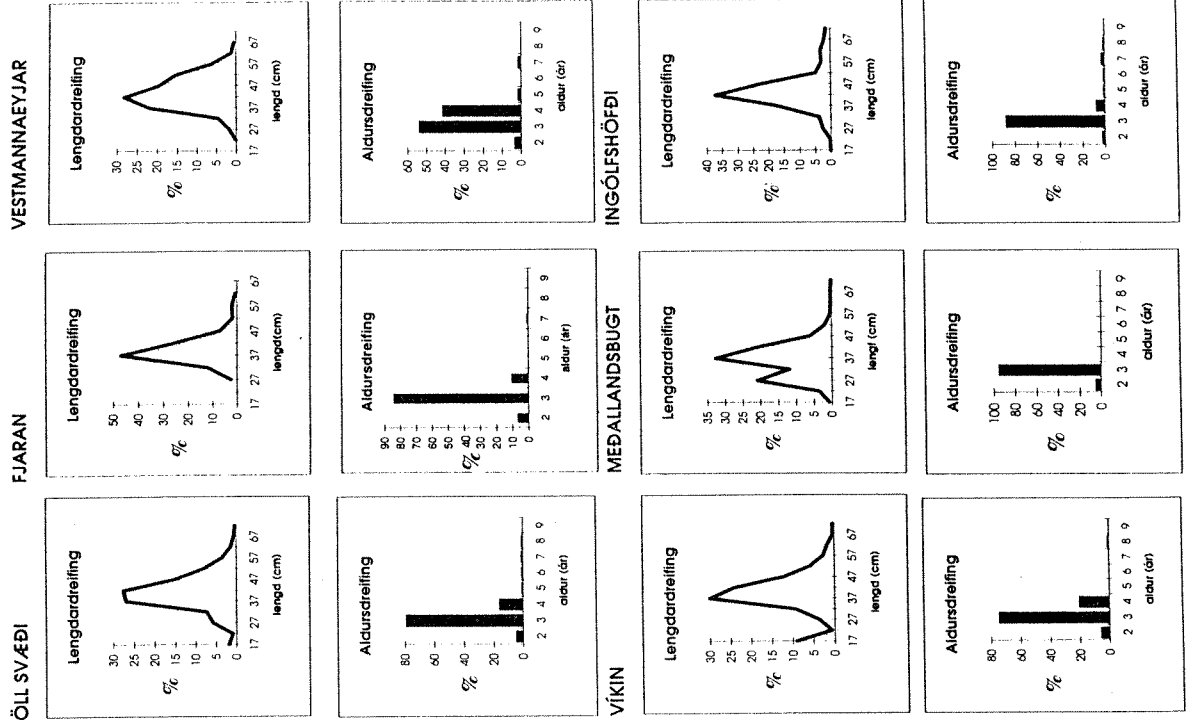 ÖLL SVÆÐI
Lengdardreifing
%
30
25
20
15
10
5
0
17 27 37 47 57 67
lengd (cm)
Aldursdreifing
%
80
60
40
20
0
2 3 4 5 6 7 8 9
aldur (ár)
FJARAN
Lengdardreifing
%
50
40
30
20
10
0
17 27 37 47 57 67
lengd(cm)
Aldursdreifing
%
90
80
70
60
50
40
30
20
10
0
2 3 4 5 6 7 8 9
aldur (ár)
VESTMANNAEYJAR
Lengdardreifing
%
30
25
20
15
10
5
0
17 27 37 47 57 67
lengd (cm)
Aldursdreifing
%
60
50
40
30
20
10
0
2 3 4 5 6 7 8 9
aldur (ár)
VÍKIN
Lengdardreifing
%
30
25
20
15
10
5
0
17 27 37 47 57 67
lengd (cm)
Aldursdreifing
%
80
60
40
20
0
2 3 4 5 6 7 8 9
aldur (ár)
MEÐALLANDSBUGT
Lengdardreifing
%
35
30
25
20
15
10
5
0
17 27 37 47 57 67
lengt (cm)
Aldursdreifing
%
100
80
60
40
20
0
2 3 4 5 6 7 8 9
aldur (ár)
INGÓLFSHÖFÐI
Lengdardreifing
%
40
35
30
25
20
15
10
5
0
17 27 37 47 57 67
lengd (cm)
Aldursdreifing
%
100
80
60
40
20
0
2 3 4 5 6 7 8 9
aldur (ár)